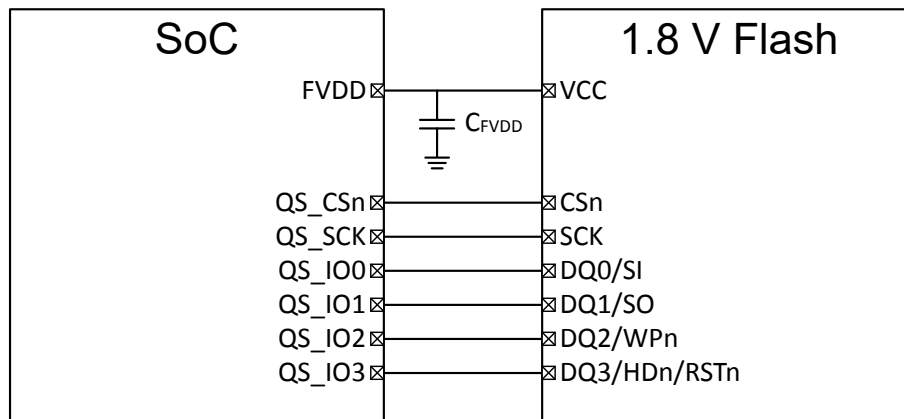 SoC
1.8 V Flash
FVDD
VCC
CFVDD
QS_CSn
CSn
QS_SCK
SCK
QS_IO0
DQ0/SI
QS_IO1
DQ1/SO
QS_IO2
DQ2/WPn
QS_IO3
DQ3/HDn/RSTn